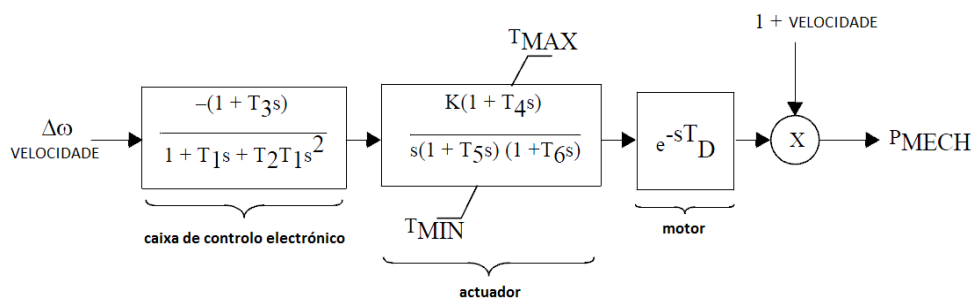 1 + VELOCIDADE
TMAX
–(1 + T3s)
1 + T1s + T2T1s²
K(1 + T4s)
s(1 + T5s) (1 +T6s)
e-sTD
X
PMECH
Δω
VELOCIDADE
TMIN
caixa de controlo electrónico
motor
actuador